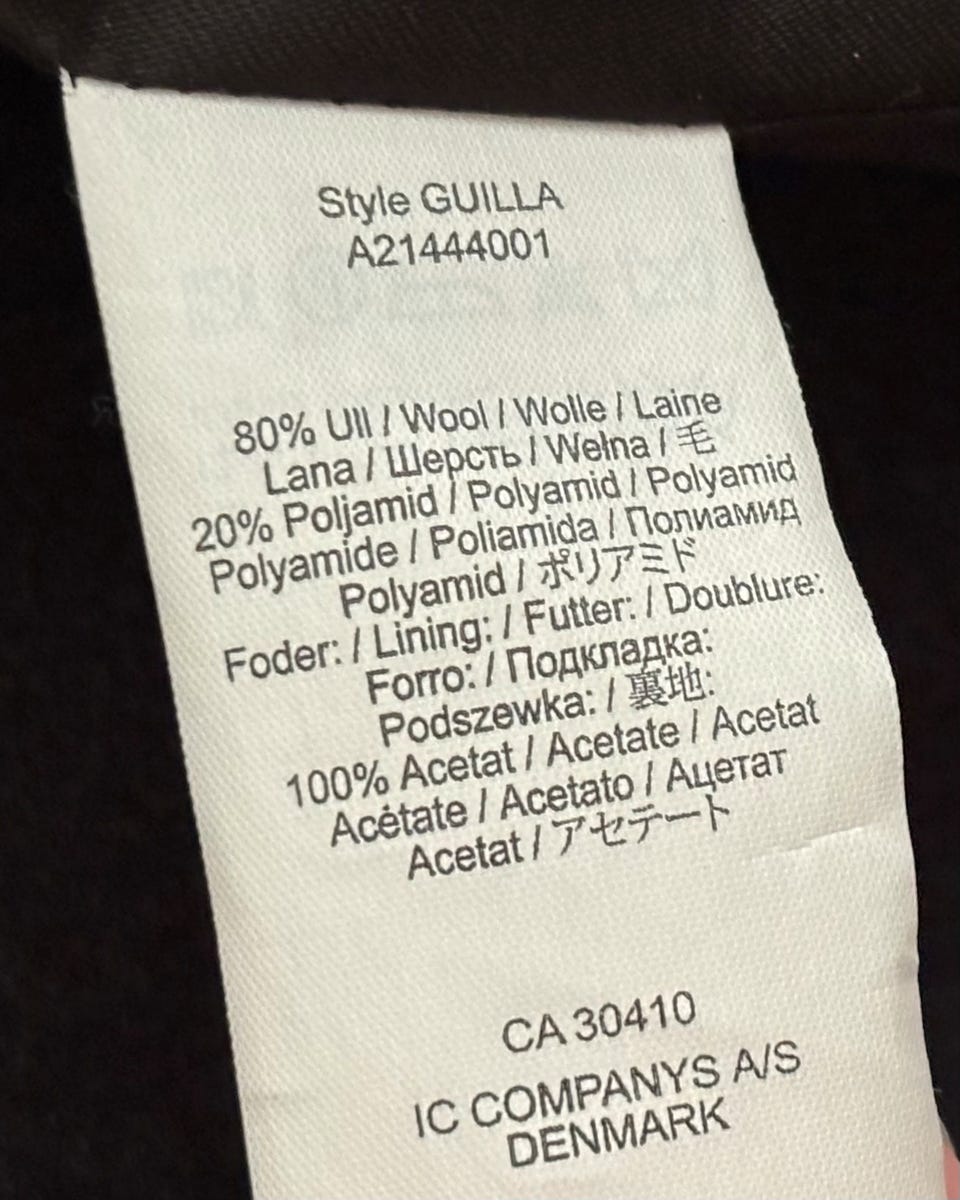 Style GUILLA
A21444001
80% Ull / Wool / Wolle / Laine
Lana / Шерсть / Wełna / 毛
20% Poljamid / Polyamid / Polyamid
Polyamide / Poliamida / Полиамид
Polyamid / ポリアミド
Foder: / Lining: / Futter: / Doublure:
Forro: / Подкладка:
Podszewka: / 裏地:
100% Acetat / Acetate / Acetat
Acétate / Acetato / Ацетат
Acetat / アセテート
CA 30410
IC COMPANYS A/S
DENMARK